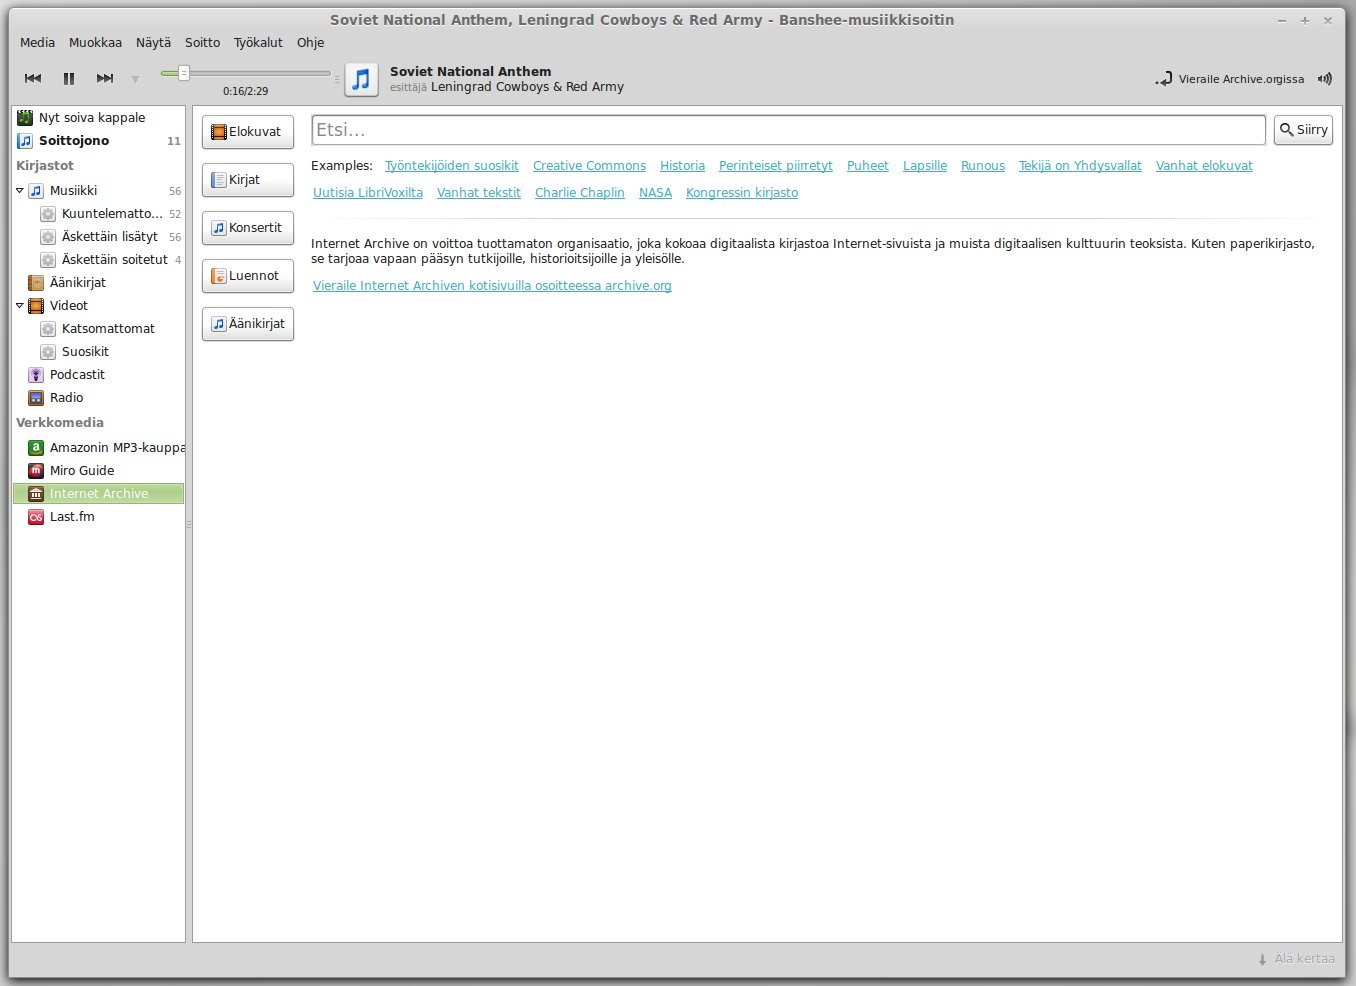 Soviet National Anthem, Leningrad Cowboys & Red Army - Banshee-musiikkisoitin
Media Muokkaa Näytä Soitto Työkalut Ohje
0:16/2:29
Soviet National Anthem
esittäjä Leningrad Cowboys & Red Army
Vieraile Archive.orgissa
Nyt soiva kappale
Soittojono 11
Kirjastot
Musiikki 56
Kuuntelematto... 52
Äskettäin lisätyt 56
Äskettäin soitetut 4
Äänikirjat
Videot
Katsomattomat
Suosikit
Podcastit
Radio
Verkkomedia
Amazonin MP3-kauppa
Miro Guide
Internet Archive
Last.fm
Elokuvat
Kirjat
Konsertit
Luennot
Äänikirjat
Etsi...
Siirry
Examples: Työntekijöiden suosikit Creative Commons Historia Perinteiset piirretyt Puheet Lapsille Runous Tekijä on Yhdysvallat Vanhat elokuvat
Uutisia LibriVoxilta Vanhat tekstit Charlie Chaplin NASA Kongressin kirjasto
Internet Archive on voittoa tuottamaton organisaatio, joka kokoaa digitaalista kirjastoa Internet-sivuista ja muista digitaalisen kulttuurin teoksista. Kuten paperikirjasto,
se tarjoaa vapaan pääsyn tutkijoille, historioitsijoille ja yleisölle.
Vieraile Internet Archiven kotisivuilla osoitteessa archive.org
Älä kertaa